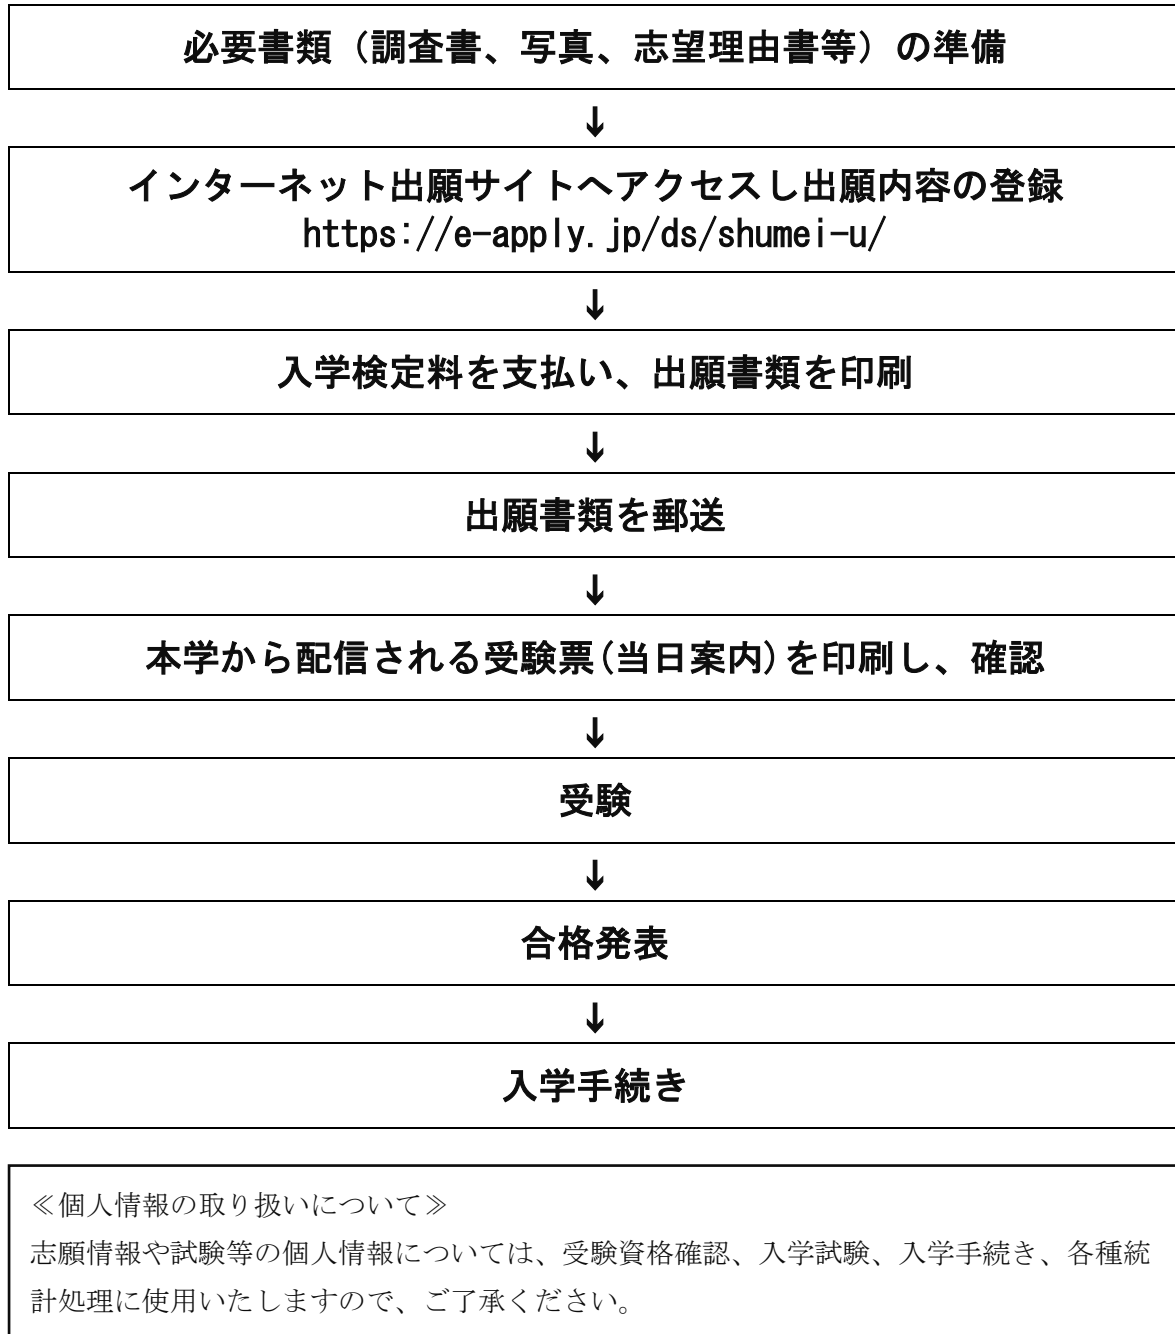 必要書類（調査書、写真、志望理由書等）の準備
↓
インターネット出願サイトへアクセスし出願内容の登録
https://e-apply.jp/ds/shumei-u/
↓
入学検定料を支払い、出願書類を印刷
↓
出願書類を郵送
↓
本学から配信される受験票(当日案内)を印刷し、確認
↓
受験
↓
合格発表
↓
入学手続き
≪個人情報の取り扱いについて≫
志願情報や試験等の個人情報については、受験資格確認、入学試験、入学手続き、各種統
計処理に使用いたしますので、ご了承ください。